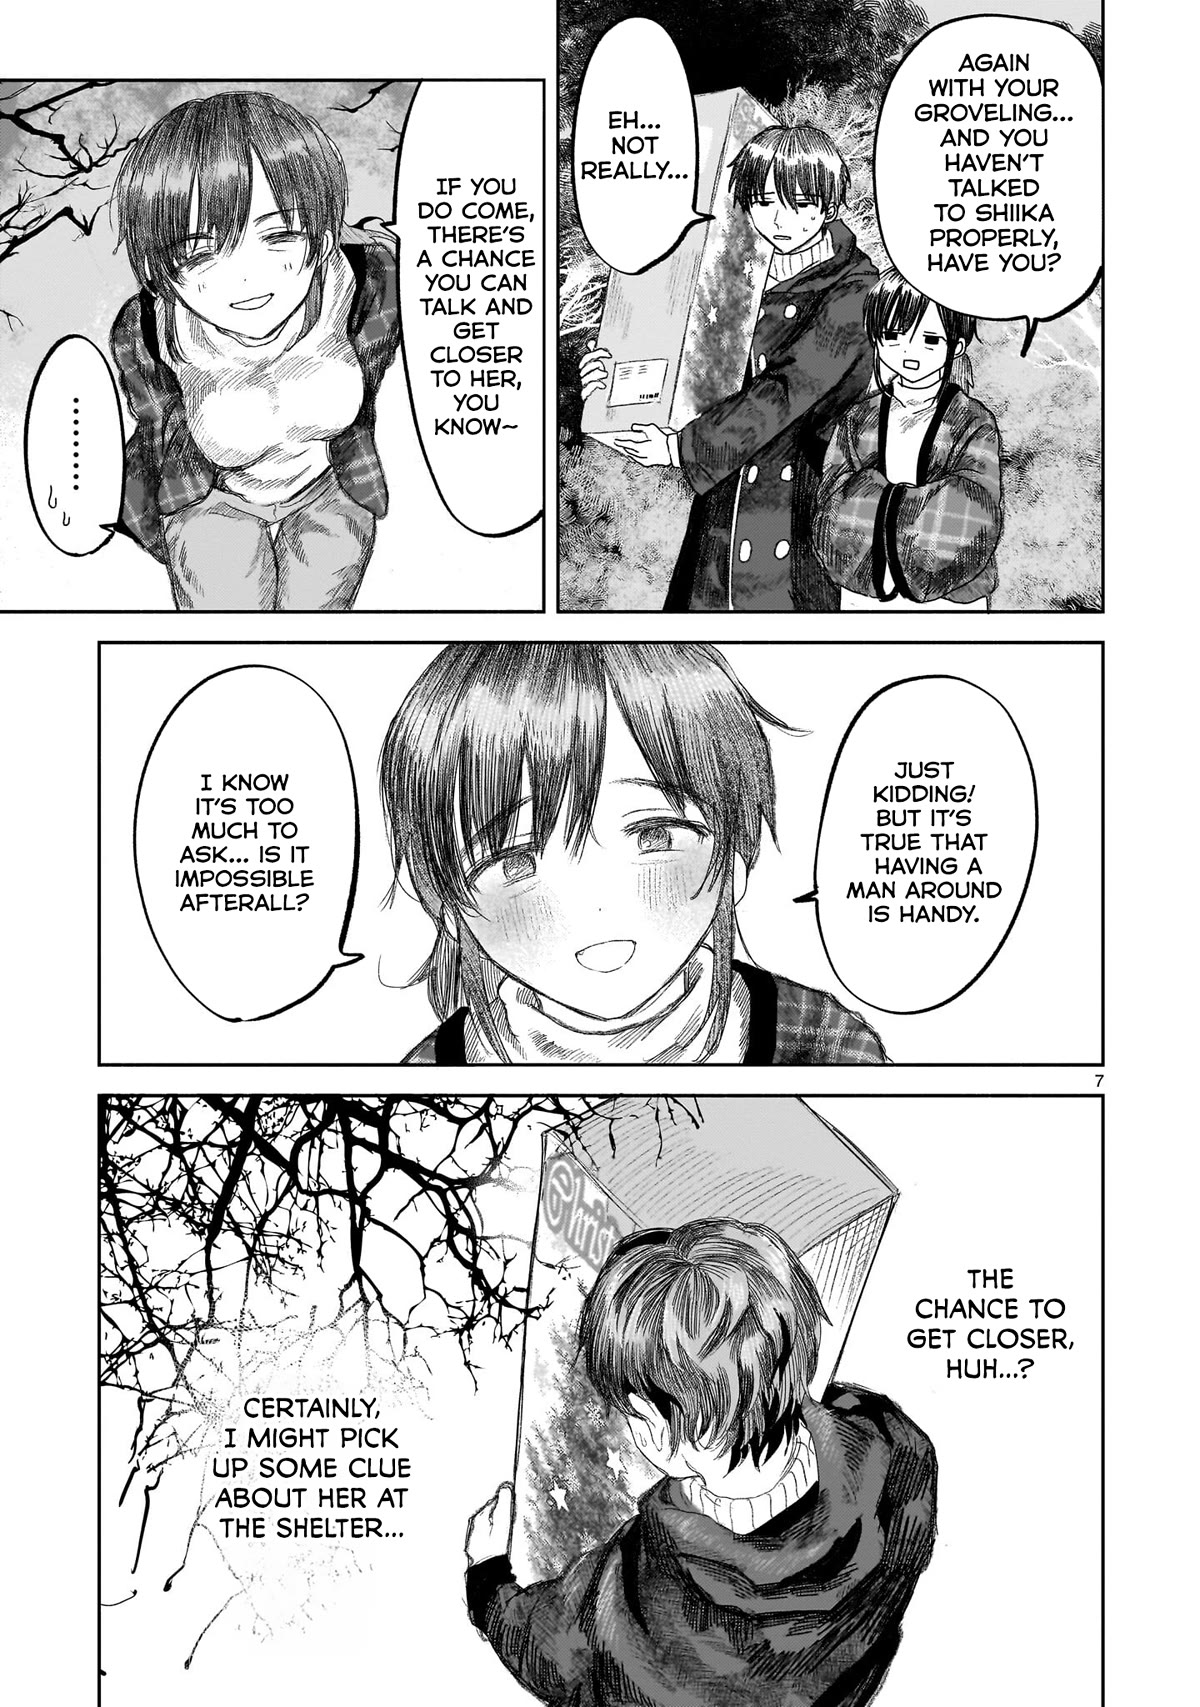 AGAIN
WITH YOUR
GROVELING...
AND YOU
HAVEN'T
TALKED
TO SHIIKA
PROPERLY,
HAVE YOU?
EH...
NOT
REALLY...
IF YOU
DO COME,
THERE'S
A CHANCE
YOU CAN
TALK AND
GET
CLOSER
TO HER,
YOU
KNOW~
.........
JUST
KIDDING!
BUT IT'S
TRUE THAT
HAVING A
MAN AROUND
IS HANDY.
I KNOW
IT'S TOO
MUCH TO
ASK... IS IT
IMPOSSIBLE
AFTERALL?
7
Christ
THE
CHANCE TO
GET CLOSER,
HUH...?
CERTAINLY,
I MIGHT PICK
UP SOME CLUE
ABOUT HER AT
THE SHELTER...